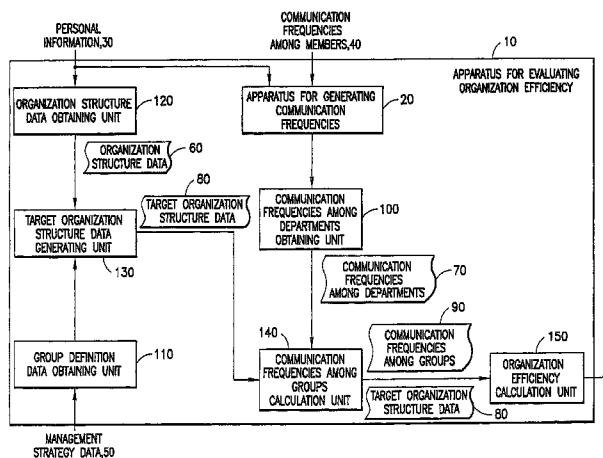 PERSONAL
INFORMATION,30
COMMUNICATION
FREQUENCIES
AMONG MEMBERS,40
10
APPARATUS FOR EVALUATING
ORGANIZATION EFFICIENCY
ORGANIZATION STRUCTURE
DATA OBTAINING UNIT
120
APPARATUS FOR GENERATING
COMMUNICATION
FREQUENCIES
20
ORGANIZATION
STRUCTURE DATA
60
80
TARGET ORGANIZATION
STRUCTURE DATA
TARGET ORGANIZATION
STRUCTURE DATA
GENERATING UNIT
130
COMMUNICATION
FREQUENCIES AMONG
DEPARTMENTS
OBTAINING UNIT
100
COMMUNICATION
FREQUENCIES
AMONG DEPARTMENTS
70
90
COMMUNICATION
FREQUENCIES
AMONG GROUPS
GROUP DEFINITION
DATA OBTAINING UNIT
110
140
COMMUNICATION
FREQUENCIES AMONG
GROUPS
CALCULATION UNIT
150
ORGANIZATION
EFFICIENCY
CALCULATION UNIT
TARGET ORGANIZATION
STRUCTURE DATA
80
MANAGEMENT
STRATEGY DATA,50